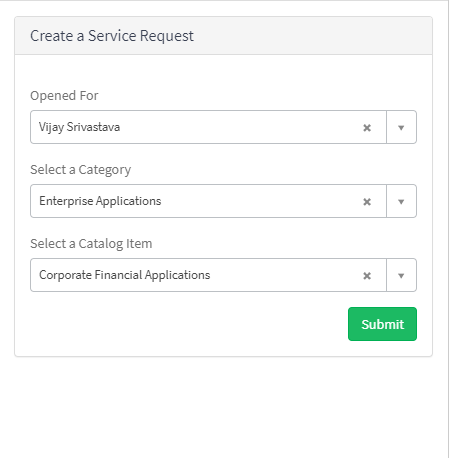 Create a Service Request
Opened For
Vijay Srivastava
Select a Category
Enterprise Applications
Select a Catalog Item
Corporate Financial Applications
Submit